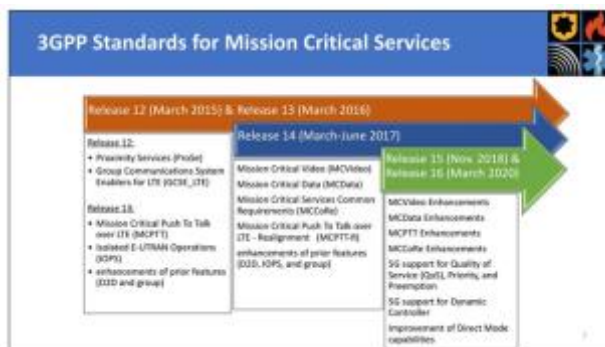 3GPP Standards for Mission Critical Services
Release 12 (March 2015) & Release 13 (March 2016)
Release 12:
• Proximity Services (ProSe)
• Group Communications System
Enablers for LTE (GCSE_LTE)
Release 13:
• Mission Critical Push To Talk
over LTE (MCPTT)
• Isolated E-UTRAN Operations
(IOPS)
• enhancements of prior features
(D2D and group)
Release 14 (March-June 2017)
Mission Critical Video (MCVideo)
Mission Critical Data (MCData)
Mission Critical Services Common
Requirements (MCCoRe)
Mission Critical Push To Talk over
LTE - Realignment (MCPTT-R)
enhancements of prior features
(D2D, IOPS, and group)
Release 15 (Nov. 2018) &
Release 16 (March 2020)
MCVideo Enhancements
MCData Enhancements
MCPTT Enhancements
MCCoRe Enhancements
5G support for Quality of
Service (QoS), Priority, and
Preemption
5G support for Dynamic
Controller
Improvement of Direct Mode
capabilities